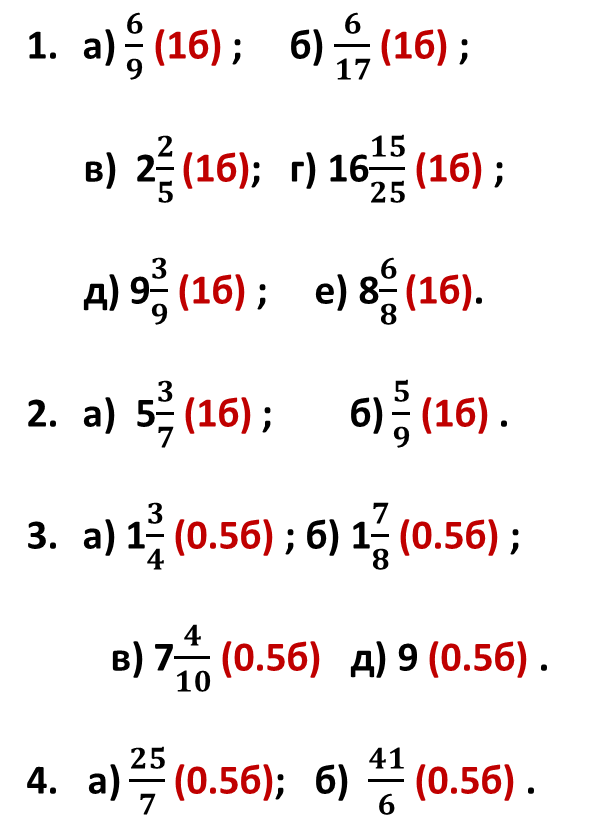 1. а) 6/9 (1б) ; б) 6/17 (1б) ;
в) 2 2/5 (1б); г) 16 15/25 (1б) ;
д) 9 3/9 (1б) ; е) 8 6/8 (1б).
2. а) 5 3/7 (1б) ; б) 5/9 (1б) .
3. а) 1 3/4 (0.5б) ; б) 1 7/8 (0.5б) ;
в) 7 4/10 (0.5б) д) 9 (0.5б) .
4. а) 25/7 (0.5б); б) 41/6 (0.5б) .